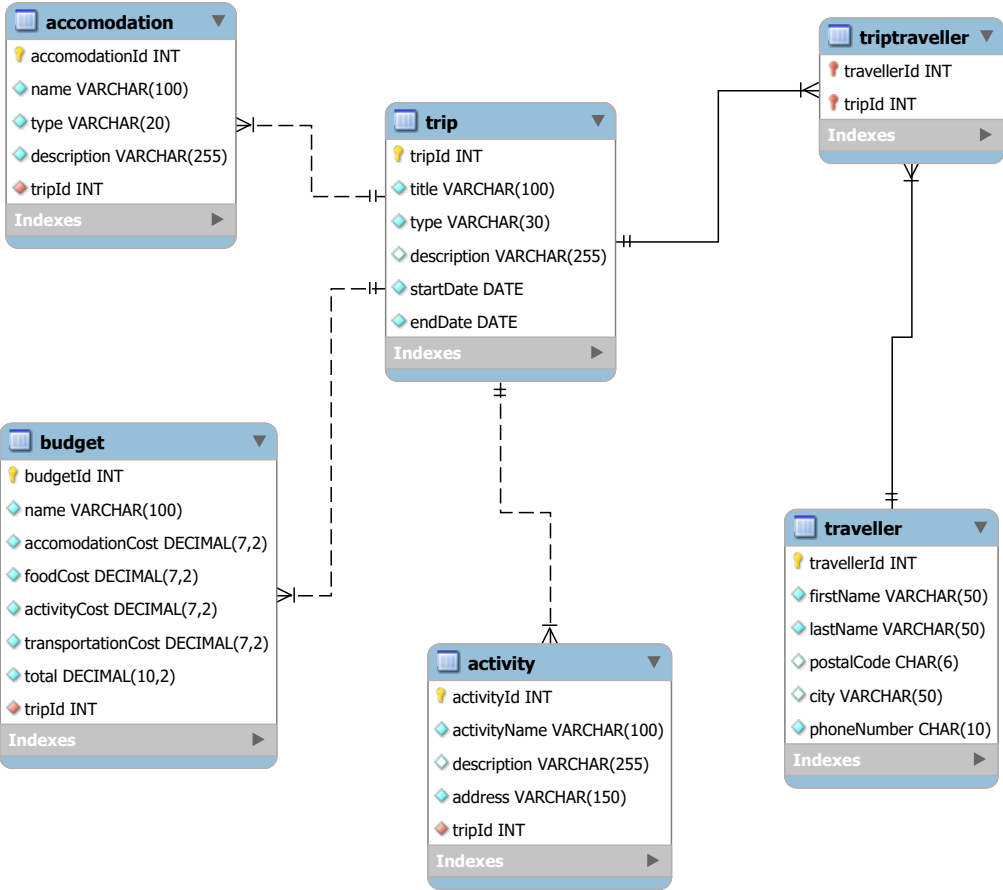 accomodation
accomodationId INT
name VARCHAR(100)
type VARCHAR(20)
description VARCHAR(255)
tripId INT
Indexes
trip
tripId INT
title VARCHAR(100)
type VARCHAR(30)
description VARCHAR(255)
startDate DATE
endDate DATE
Indexes
triptraveller
travellerId INT
tripId INT
Indexes
budget
budgetId INT
name VARCHAR(100)
accomodationCost DECIMAL(7,2)
foodCost DECIMAL(7,2)
activityCost DECIMAL(7,2)
transportationCost DECIMAL(7,2)
total DECIMAL(10,2)
tripId INT
Indexes
activity
activityId INT
activityName VARCHAR(100)
description VARCHAR(255)
address VARCHAR(150)
tripId INT
Indexes
traveller
travellerId INT
firstName VARCHAR(50)
lastName VARCHAR(50)
postalCode CHAR(6)
city VARCHAR(50)
phoneNumber CHAR(10)
Indexes